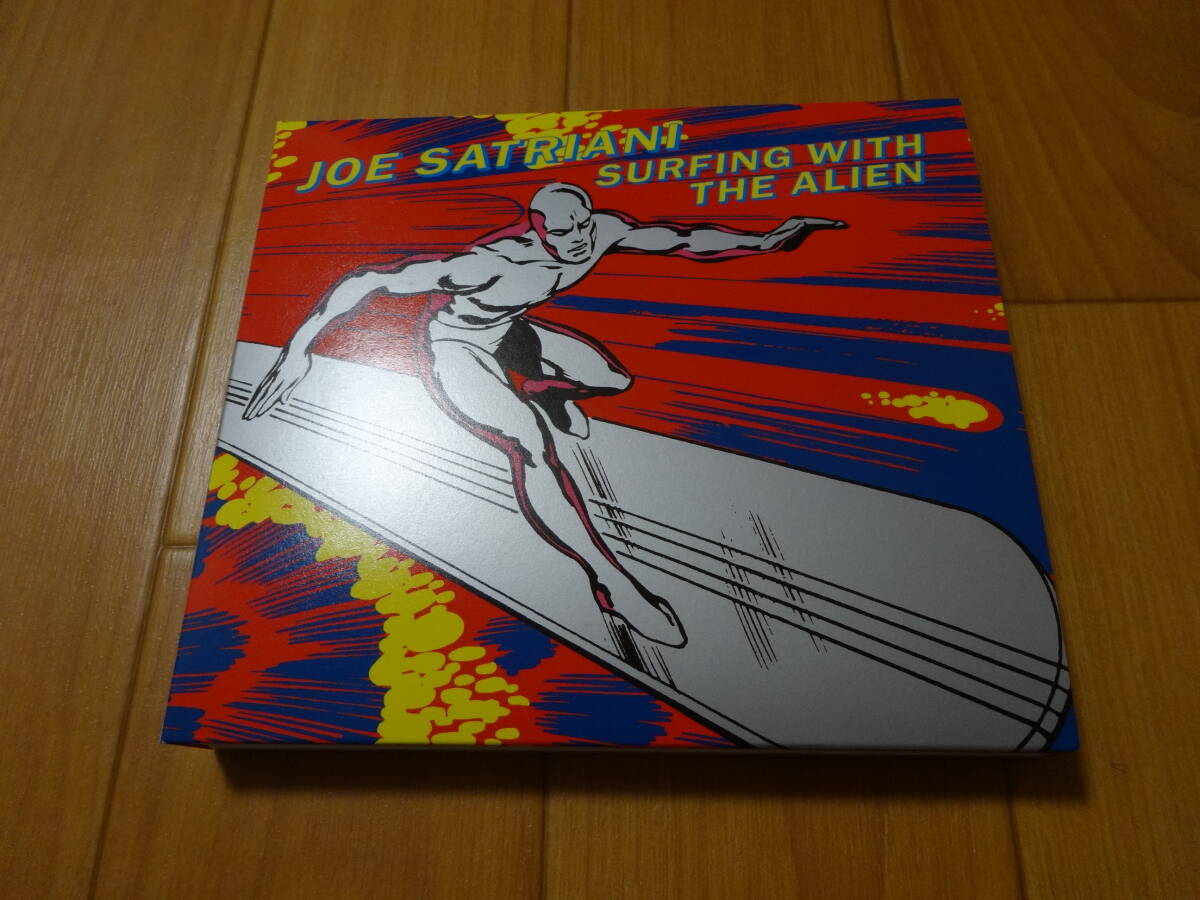 JOE SATRIANI
SURFING WITH
THE ALIEN